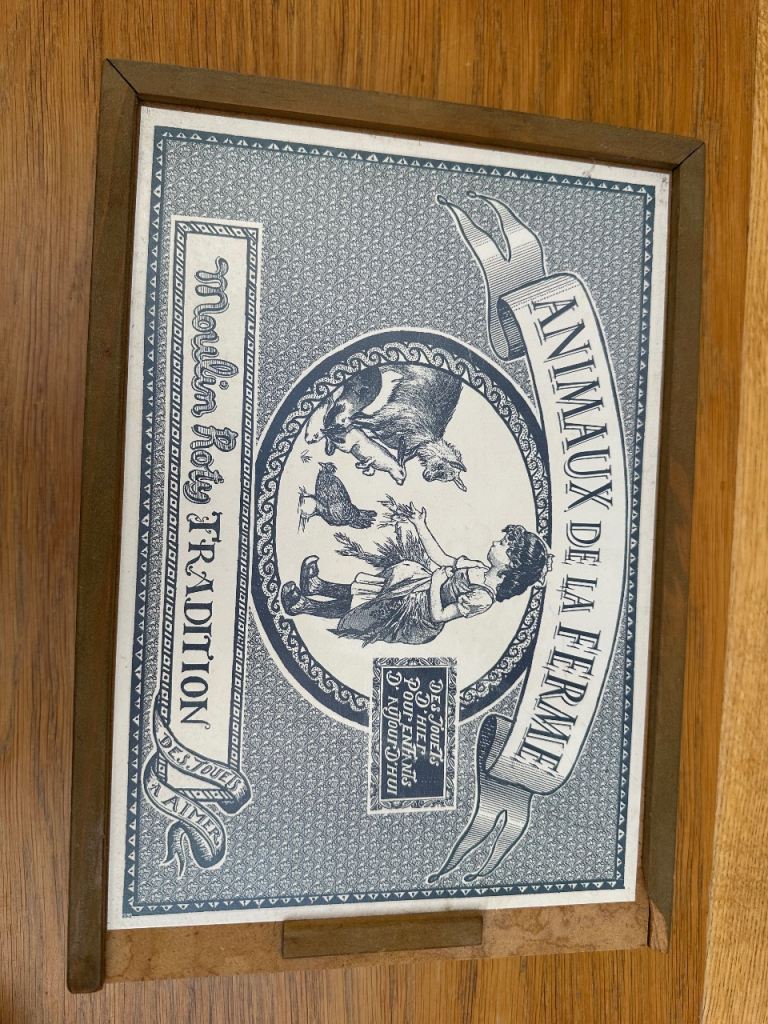 ANIMAUX DE LA FERME
DES JOUETS
D'HIER
POUR ENFANTS
D'AUJOURD'HUI
Moulin Roty TRADITION
DES JOUETS
À AIMER